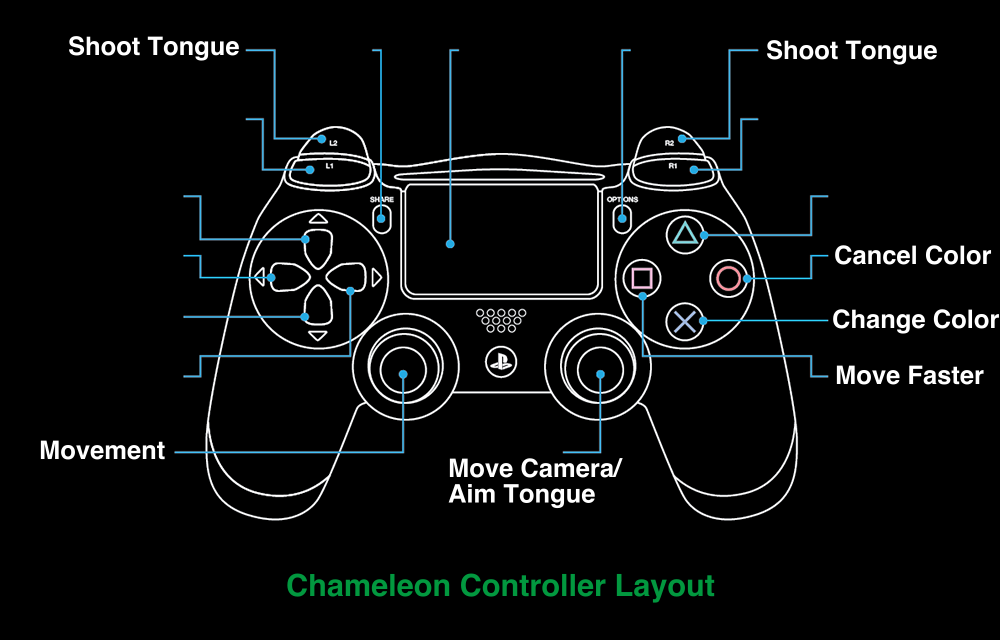 Shoot Tongue
Shoot Tongue
L2
R2
L1
R1
SHARE
OPTIONS
Cancel Color
Change Color
Move Faster
Movement
Move Camera/
Aim Tongue
Chameleon Controller Layout